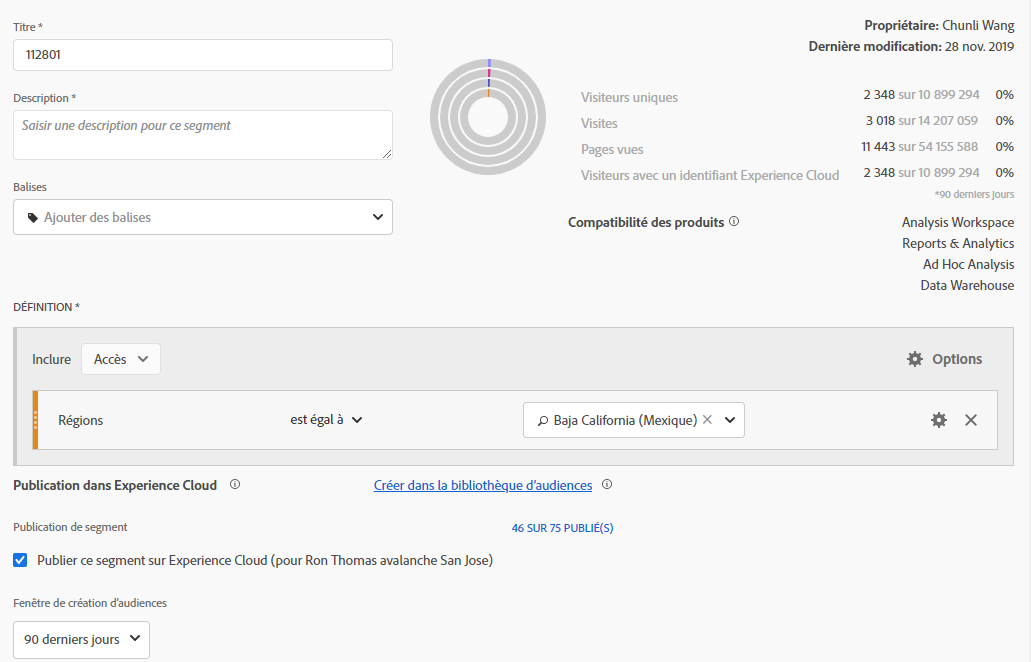 Titre *
112801
Description *
Saisir une description pour ce segment
Balises
Ajouter des balises
Propriétaire: Chunli Wang
Dernière modification: 28 nov. 2019
Visiteurs uniques 2 348 sur 10 899 294 0%
Visites 3 018 sur 14 207 059 0%
Pages vues 11 443 sur 54 155 588 0%
Visiteurs avec un identifiant Experience Cloud 2 348 sur 10 899 294 0%
*90 derniers jours
Compatibilité des produits Analysis Workspace
Reports & Analytics
Ad Hoc Analysis
Data Warehouse
DÉFINITION *
Inclure Accès Options
Régions est égal à Baja California (Mexique)
Publication dans Experience Cloud Créer dans la bibliothèque d'audiences
Publication de segment 46 SUR 75 PUBLIÉ(S)
Publier ce segment sur Experience Cloud (pour Ron Thomas avalanche San Jose)
Fenêtre de création d'audiences
90 derniers jours